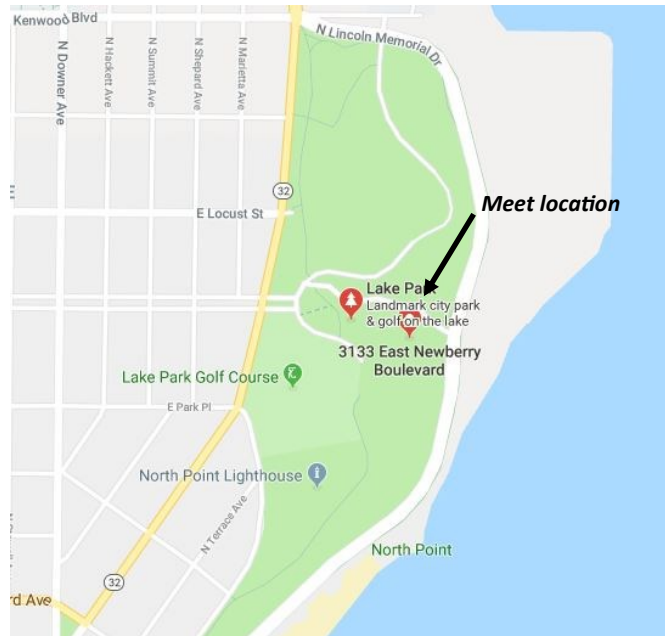 Kenwood Blvd
N Lincoln Memorial Dr
N Downer Ave
N Hackett Ave
N Summit Ave
N Shepard Ave
N Marietta Ave
32
E Locust St
Meet location
Lake Park
Landmark city park
& golf on the lake
3133 East Newberry
Boulevard
Lake Park Golf Course
E Park Pl
North Point Lighthouse
N Terrace Ave
North Point
32
rd Ave